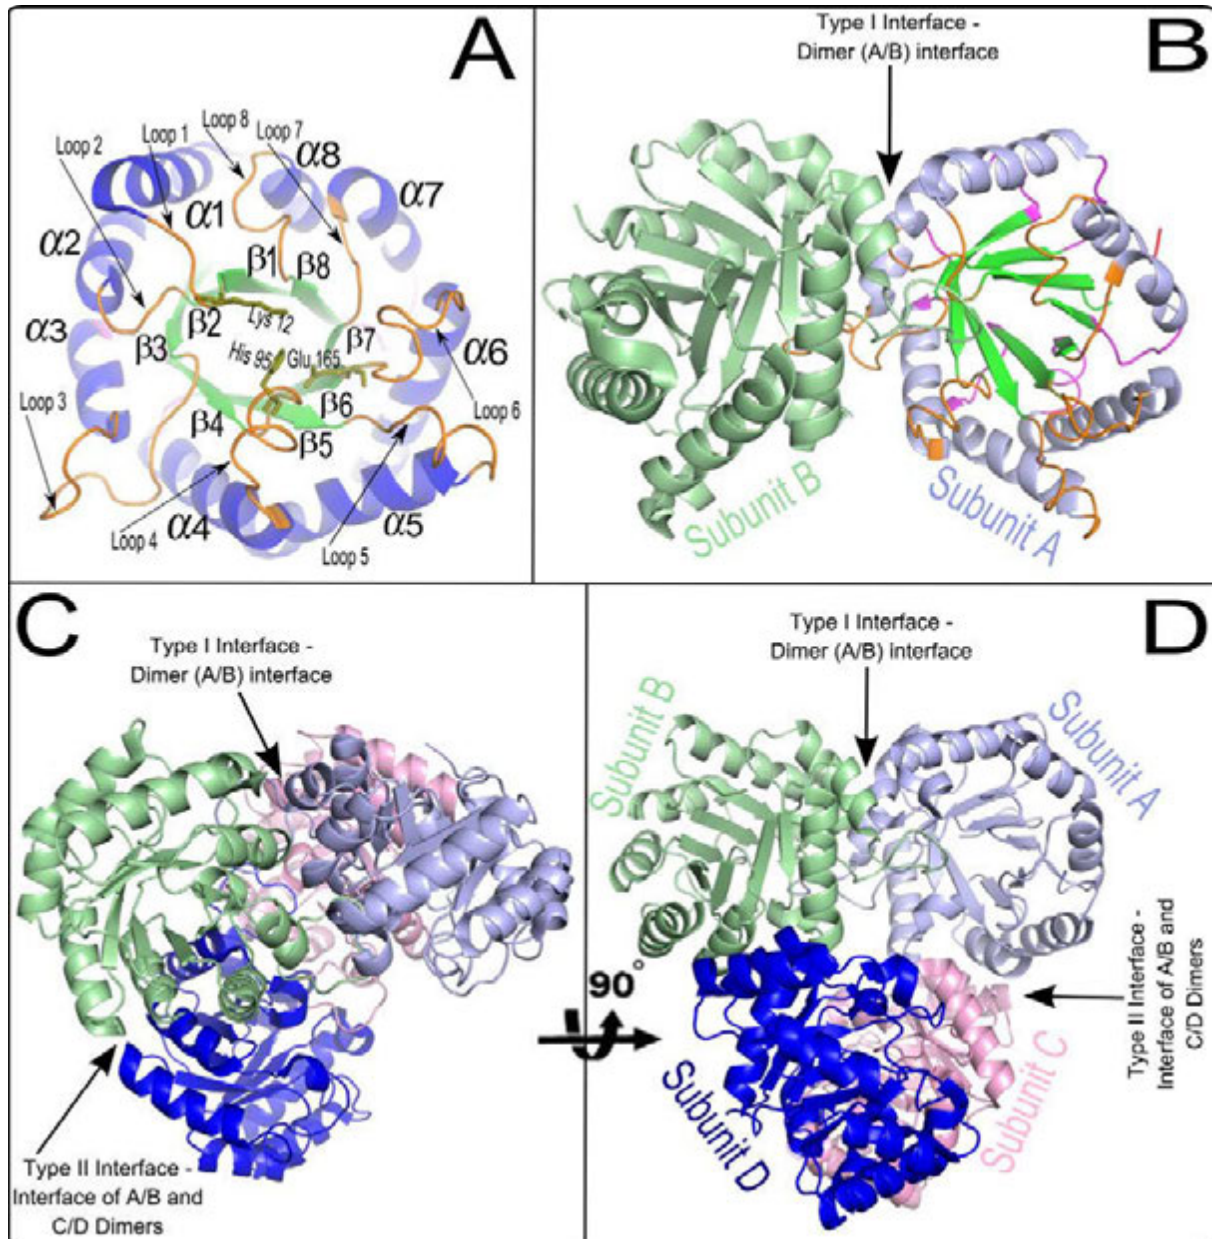 A
Loop 8
Loop 1
Loop 7
Loop 2
α8
α7
α1
α2
β1
β8
Lys 12
β2
β7
α3
β3
His 95
Glu 165
α6
Loop 3
β4
β6
β5
Loop 6
α4
α5
Loop 4
Loop 5
B
Type I Interface -
Dimer (A/B) interface
Subunit B
Subunit A
C
Type I Interface -
Dimer (A/B) interface
Type II Interface -
Interface of A/B and
C/D Dimers
90°
D
Type I Interface -
Dimer (A/B) interface
Subunit B
Subunit A
Type II Interface -
Interface of A/B and
C/D Dimers
Subunit D
Subunit C